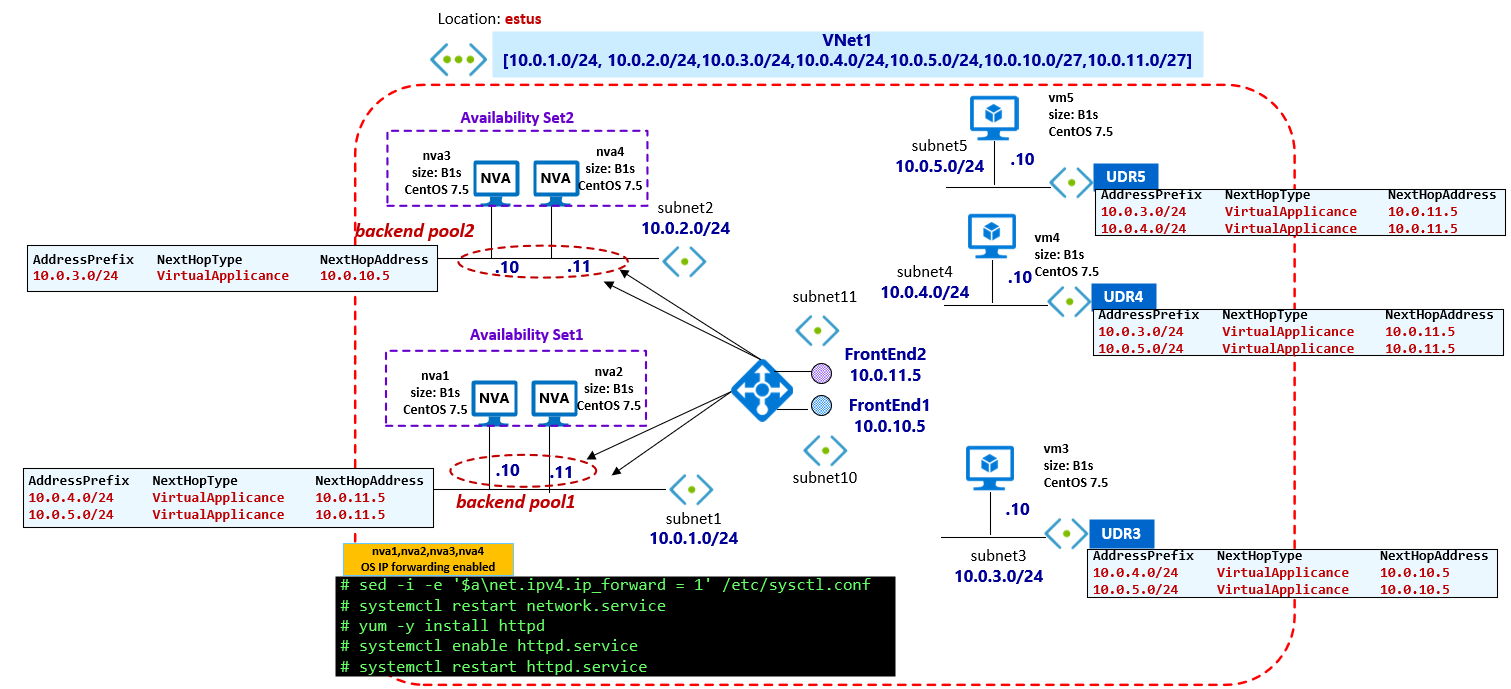 Location: estus
VNet1
[10.0.1.0/24, 10.0.2.0/24,10.0.3.0/24,10.0.4.0/24,10.0.5.0/24,10.0.10.0/27,10.0.11.0/27]
Availability Set2
nva3
size: B1s
CentOS 7.5
NVA
NVA
nva4
size: B1s
CentOS 7.5
backend pool2
.10
.11
subnet2
10.0.2.0/24
AddressPrefix NextHopType NextHopAddress
10.0.3.0/24 VirtualApplicance 10.0.10.5
Availability Set1
nva1
size: B1s
CentOS 7.5
NVA
NVA
nva2
size: B1s
CentOS 7.5
.10
.11
backend pool1
subnet1
10.0.1.0/24
AddressPrefix NextHopType NextHopAddress
10.0.4.0/24 VirtualApplicance 10.0.11.5
10.0.5.0/24 VirtualApplicance 10.0.11.5
subnet11
FrontEnd2
10.0.11.5
FrontEnd1
10.0.10.5
subnet10
vm5
size: B1s
CentOS 7.5
subnet5
10.0.5.0/24
.10
UDR5
AddressPrefix NextHopType NextHopAddress
10.0.3.0/24 VirtualApplicance 10.0.11.5
10.0.4.0/24 VirtualApplicance 10.0.11.5
vm4
size: B1s
CentOS 7.5
subnet4
10.0.4.0/24
.10
UDR4
AddressPrefix NextHopType NextHopAddress
10.0.3.0/24 VirtualApplicance 10.0.11.5
10.0.5.0/24 VirtualApplicance 10.0.11.5
vm3
size: B1s
CentOS 7.5
.10
subnet3
10.0.3.0/24
UDR3
AddressPrefix NextHopType NextHopAddress
10.0.4.0/24 VirtualApplicance 10.0.10.5
10.0.5.0/24 VirtualApplicance 10.0.10.5
nva1,nva2,nva3,nva4
OS IP forwarding enabled
# sed -i -e '$a\net.ipv4.ip_forward = 1' /etc/sysctl.conf
# systemctl restart network.service
# yum -y install httpd
# systemctl enable httpd.service
# systemctl restart httpd.service